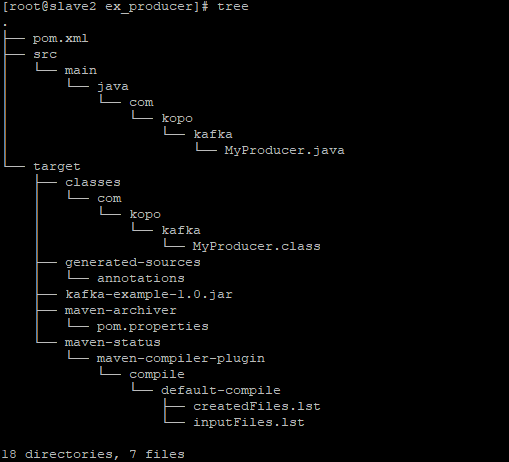 [root@slave2 ex_producer]# tree
.
├── pom.xml
├── src
│   └── main
│       └── java
│           └── com
│               └── kopo
│                   └── kafka
│                       └── MyProducer.java
└── target
    ├── classes
    │   └── com
    │       └── kopo
    │           └── kafka
    │               └── MyProducer.class
    ├── generated-sources
    │   └── annotations
    ├── kafka-example-1.0.jar
    ├── maven-archiver
    │   └── pom.properties
    └── maven-status
        └── maven-compiler-plugin
            └── compile
                └── default-compile
                    ├── createdFiles.lst
                    └── inputFiles.lst

18 directories, 7 files